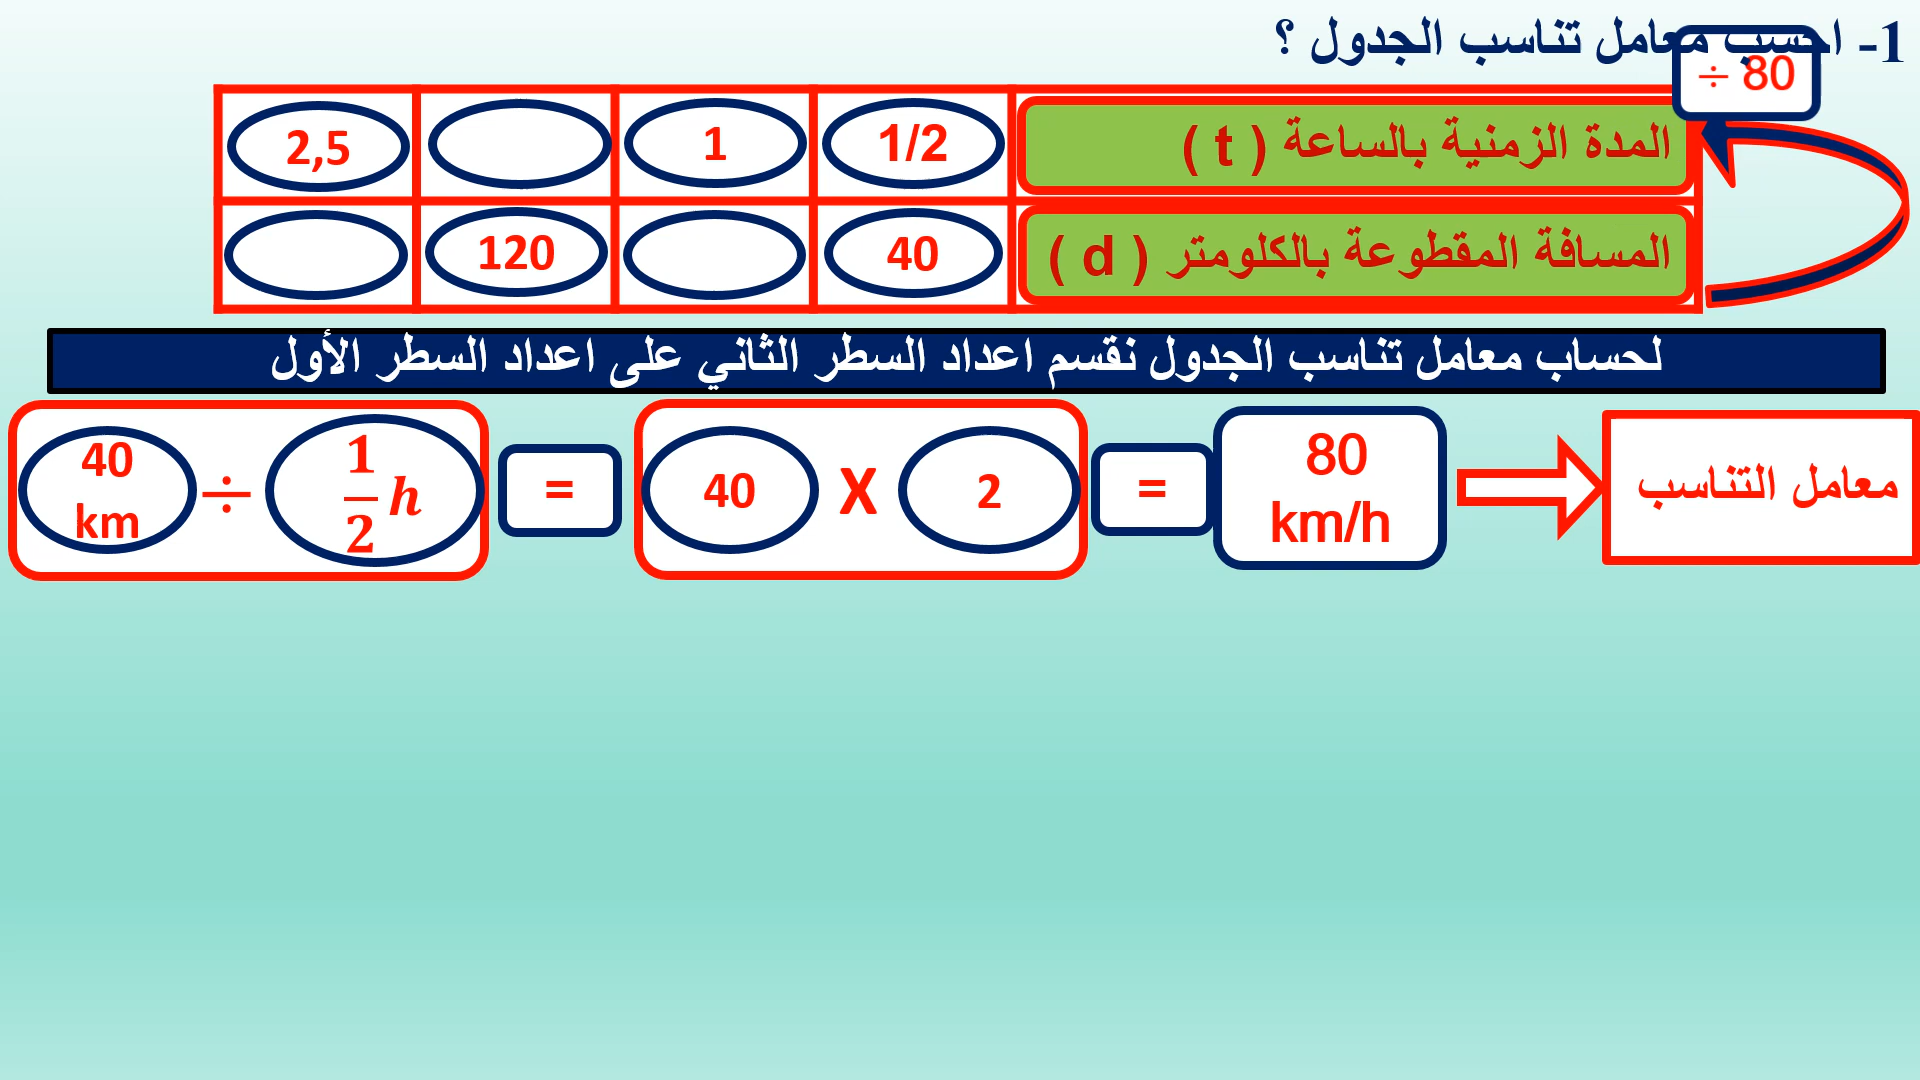 1- احسب معامل تناسب الجدول ؟
÷ 80
المدة الزمنية بالساعة ( t ) 1/2 1 2,5
المسافة المقطوعة بالكلومتر ( d ) 40 120
لحساب معامل تناسب الجدول نقسم اعداد السطر الثاني على اعداد السطر الأول
40 km ÷ 1/2 h = 40 X 2 = 80 km/h معامل التناسب